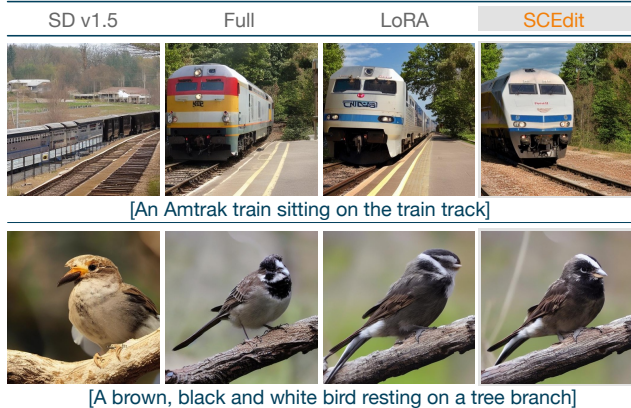 SD v1.5 Full LoRA SCEdit
[An Amtrak train sitting on the train track]
[A brown, black and white bird resting on a tree branch]